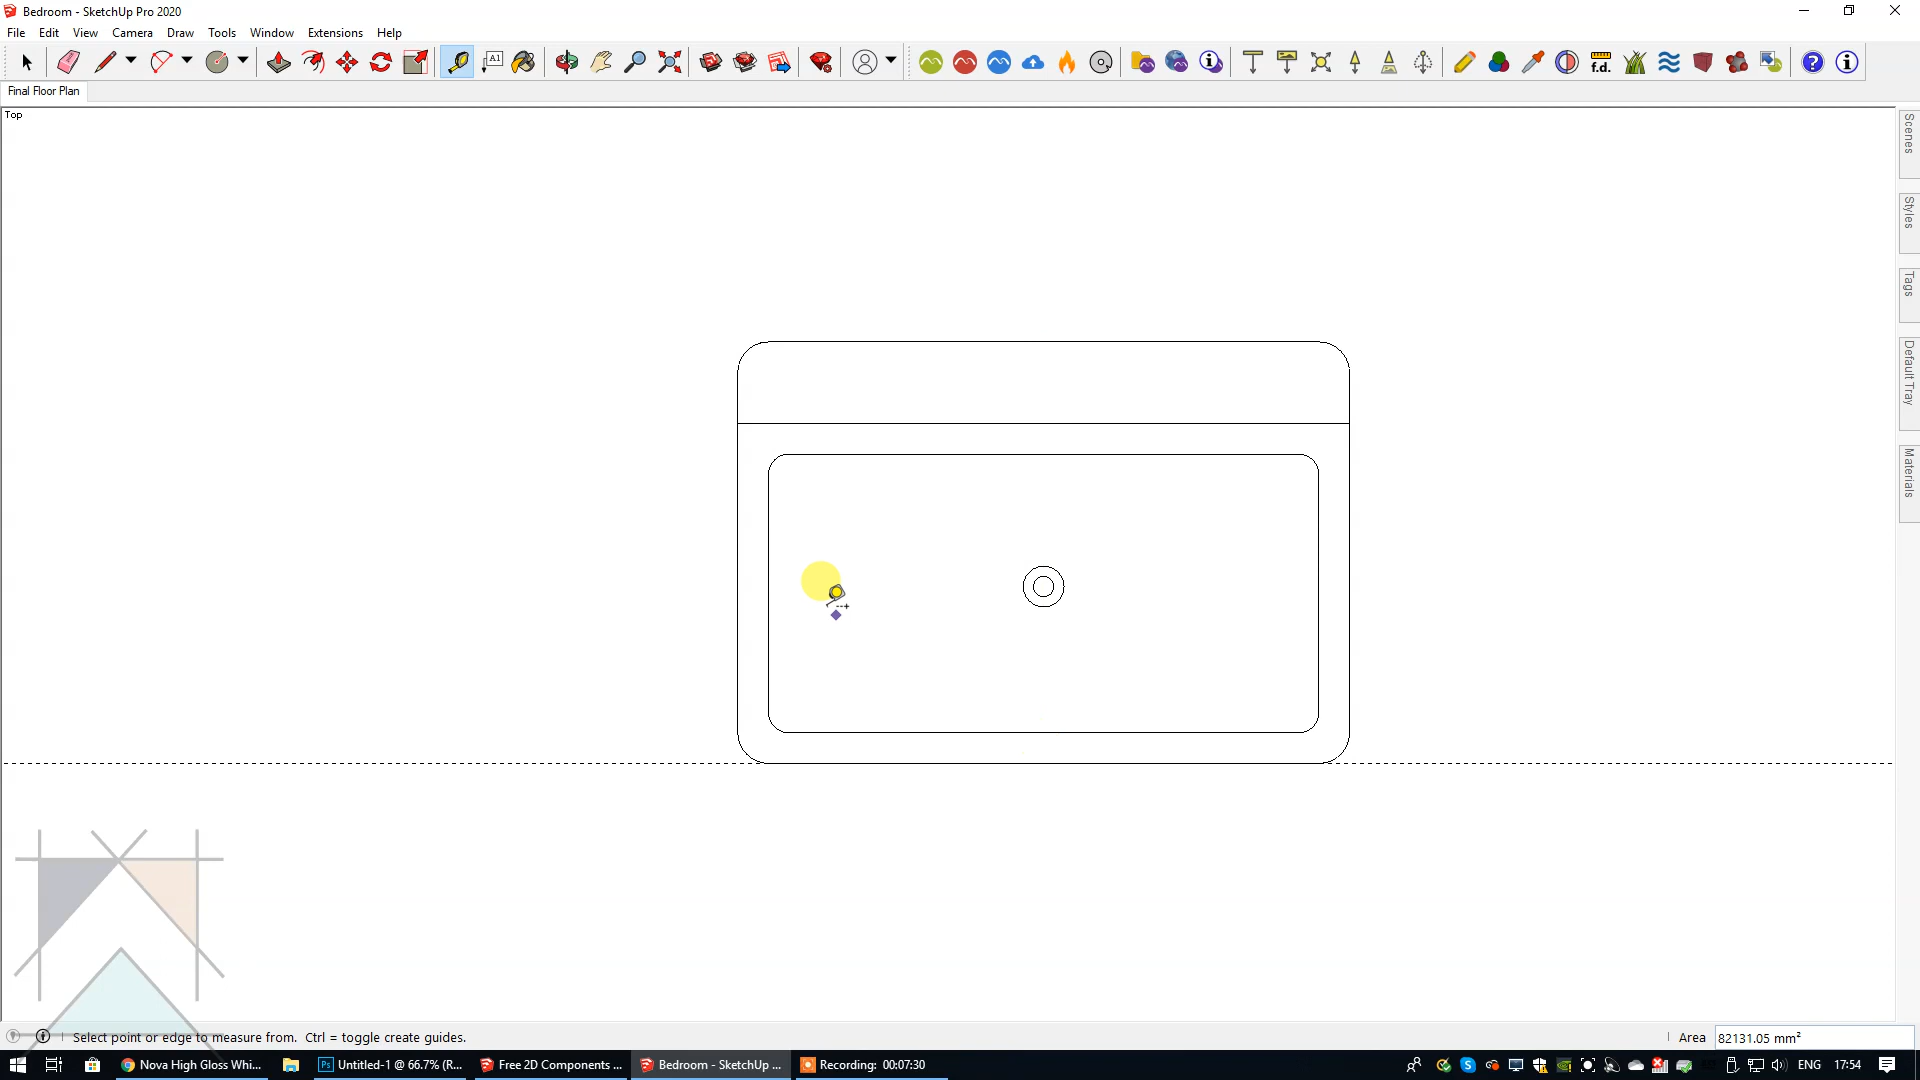 Bedroom - SketchUp Pro 2020
File Edit View Camera Draw Tools Window Extensions Help
A1
f.d.
Final Floor Plan
Top
Scenes
Styles
Tags
Default Tray
Materials
Select point or edge to measure from. Ctrl = toggle create guides.
Area 82131.05 mm²
Nova High Gloss Whi...
Untitled-1 @ 66.7% (R...
Free 2D Components ...
Bedroom - SketchUp ...
Recording: 00:07:30
ENG 17:54